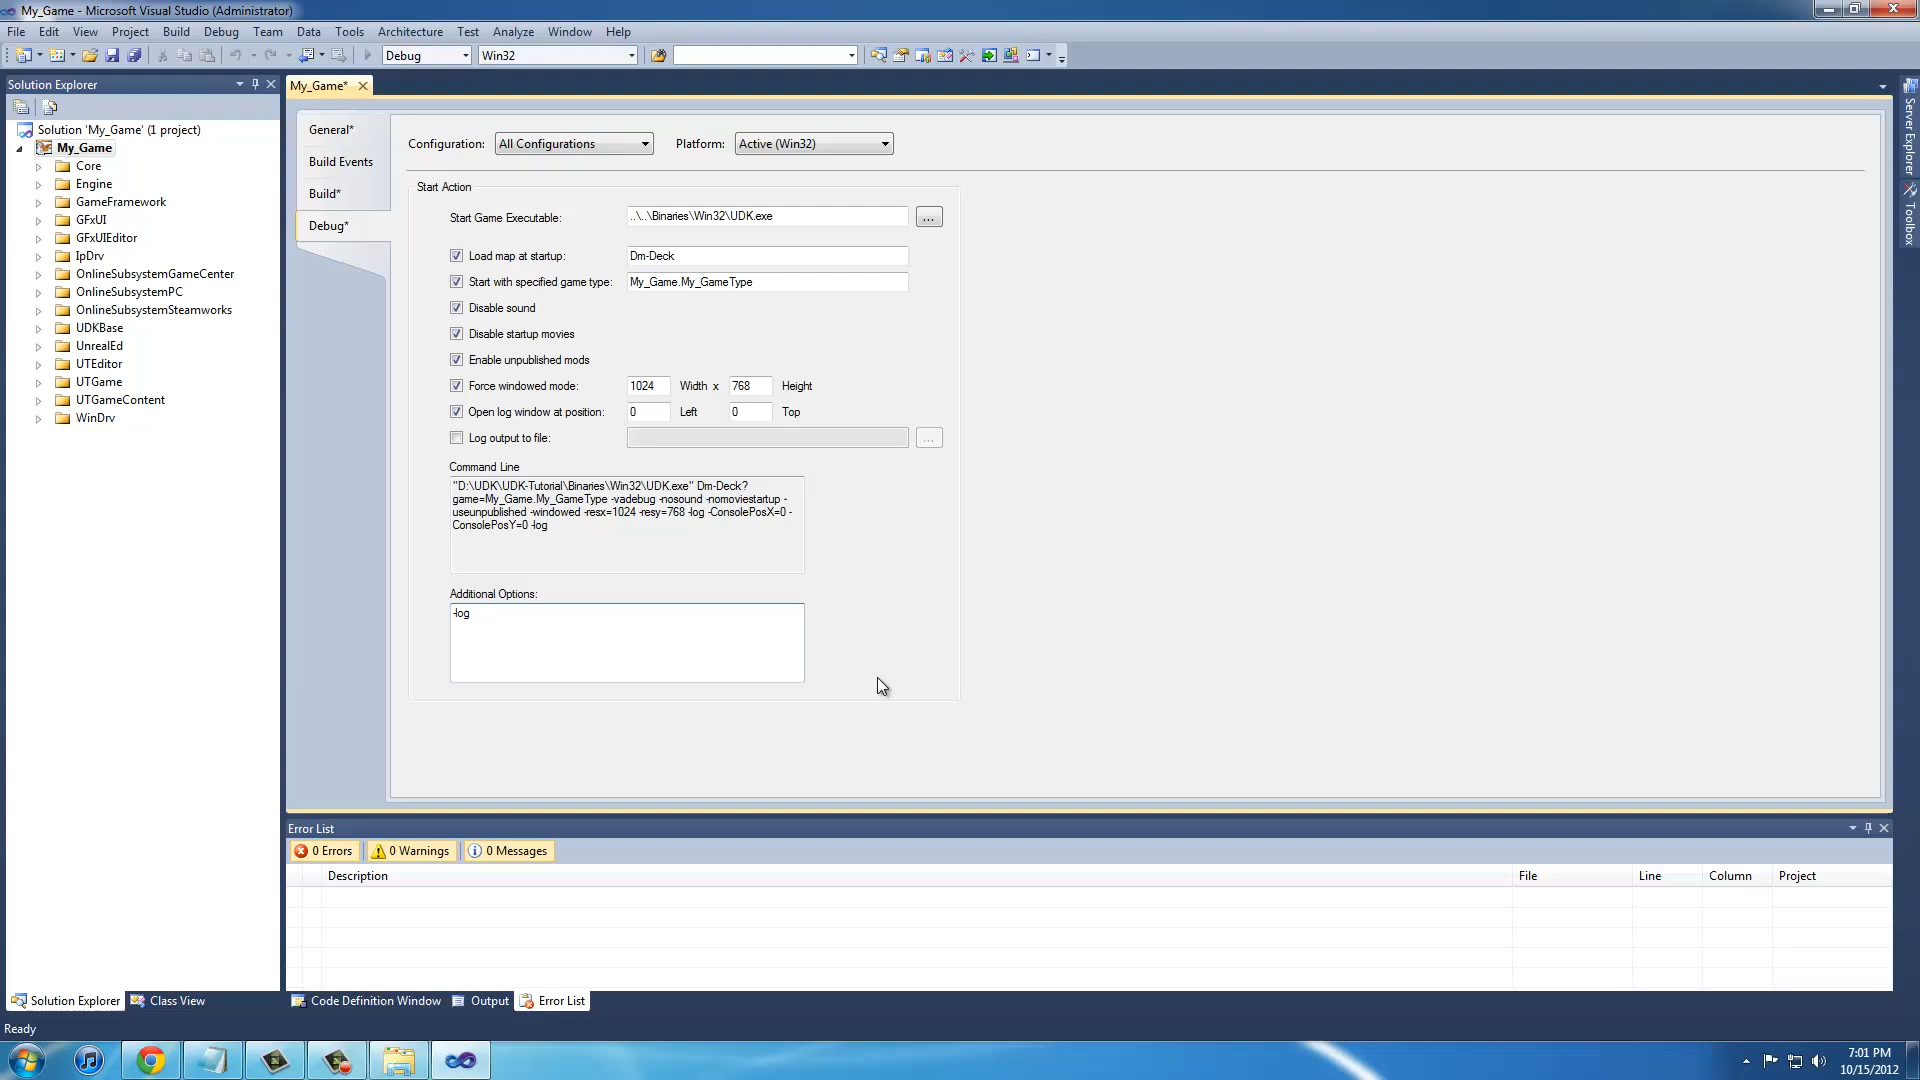 My_Game - Microsoft Visual Studio (Administrator)
File Edit View Project Build Debug Team Data Tools Architecture Test Analyze Window Help
Debug Win32
Solution Explorer
My_Game*
Solution 'My_Game' (1 project)
My_Game
Core
Engine
GameFramework
GFxUI
GFxUIEditor
IpDrv
OnlineSubsystemGameCenter
OnlineSubsystemPC
OnlineSubsystemSteamworks
UDKBase
UnrealEd
UTEditor
UTGame
UTGameContent
WinDrv
General*
Build Events
Build*
Debug*
Configuration: All Configurations Platform: Active (Win32)
Start Action
Start Game Executable: ..\..\Binaries\Win32\UDK.exe ...
Load map at startup: Dm-Deck
Start with specified game type: My_Game.My_GameType
Disable sound
Disable startup movies
Enable unpublished mods
Force windowed mode: 1024 Width x 768 Height
Open log window at position: 0 Left 0 Top
Log output to file: ...
Command Line
"D:\UDK\UDK-Tutorial\Binaries\Win32\UDK.exe" Dm-Deck?
game=My_Game.My_GameType -vadebug -nosound -nomoviestartup -
useunpublished -windowed -resx=1024 -resy=768 -log -ConsolePosX=0 -
ConsolePosY=0 -log
Additional Options:
-log
Server Explorer
Toolbox
Error List
0 Errors 0 Warnings 0 Messages
Description File Line Column Project
Solution Explorer Class View Code Definition Window Output Error List
Ready
7:01 PM
10/15/2012